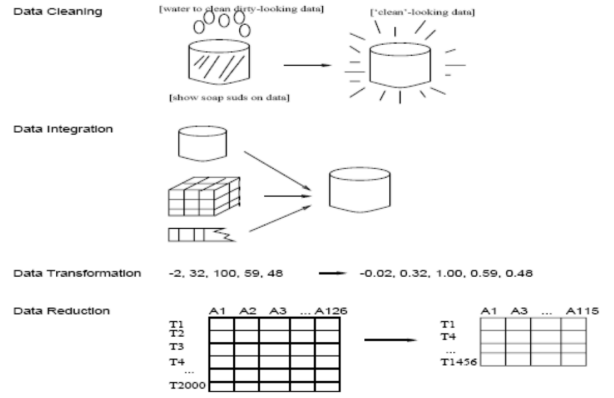 Data Cleaning
[water to clean dirty-looking data]
['clean'-looking data]
[show soap suds on data]
Data Integration
Data Transformation
-2, 32, 100, 59, 48
-0.02, 0.32, 1.00, 0.59, 0.48
Data Reduction
A1 A2 A3 ... A126
T1
T2
T3
T4
...
T2000
A1 A3 ... A115
T1
T4
...
T1456